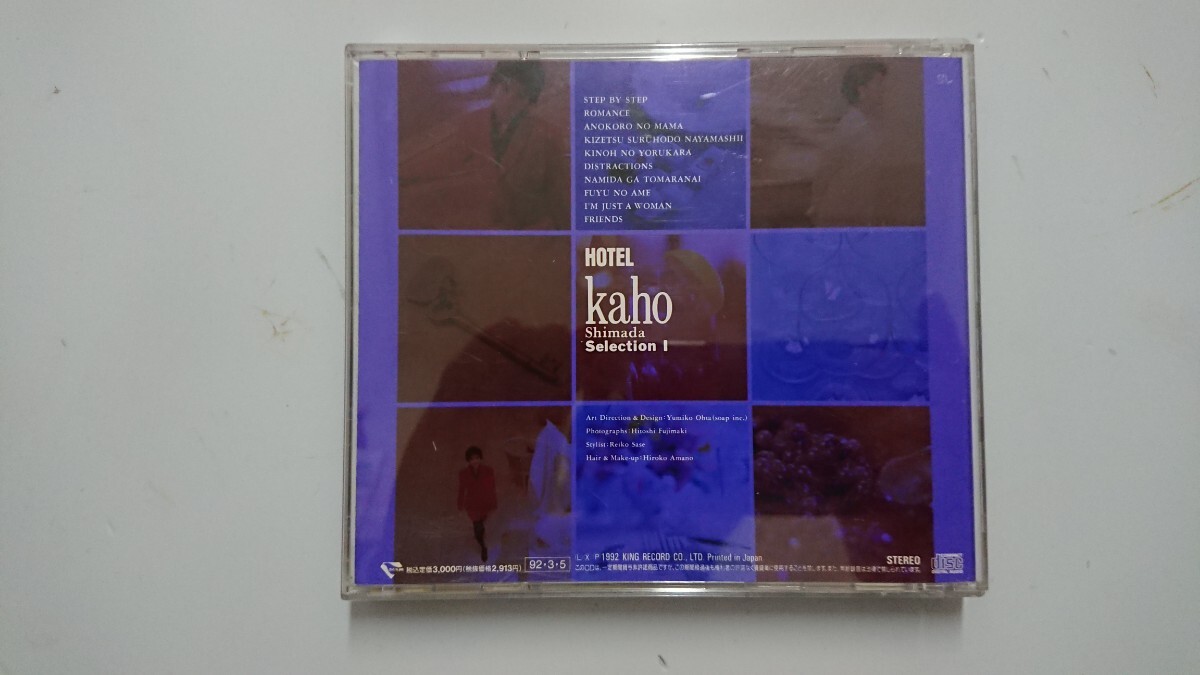 STEP BY STEP
ROMANCE
ANOKORO NO MAMA
KIZETSU SURUHODO NAYAMASHII
KINOH NO YORUKARA
DISTRACTIONS
NAMIDA GA TOMARANAI
FUYU NO AME
I'M JUST A WOMAN
FRIENDS
HOTEL
kaho
Shimada
Selection I
Art Direction & Design:Yumiko Ohta(soap inc.)
Photographs:Hitoshi Fujimaki
Stylist:Reiko Sase
Hair & Make-up:Hiroko Amano
税込定価3,000円(税抜価格2,913円) 92・3・5 (L X P 1992 KING RECORD CO., LTD. Printed in Japan
STEREO
disc